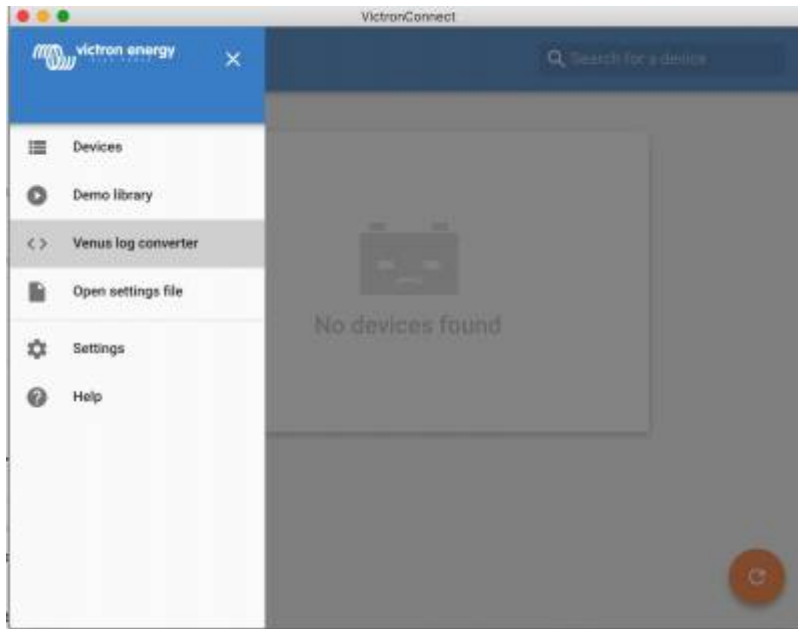 VictronConnect
victron energy
Search for a device
Devices
Demo library
Venus log converter
Open settings file
No devices found
Settings
Help